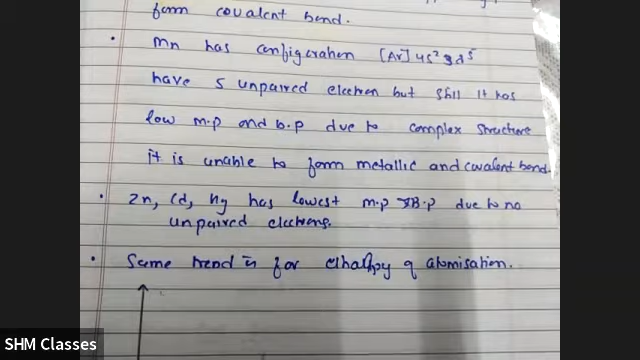 form covalent bond.
• Mn has configeration [Ar] 4s² 3d⁵
have 5 unpaired electron but still it has
low m.p and b.p due to complex structure
it is unable to form metallic and covalent bond.
• Zn, Cd, Hg has lowest m.p & B.p due to no
unpaired electrons.
• Same trend is for ethalpy of atomisation.
SHM Classes